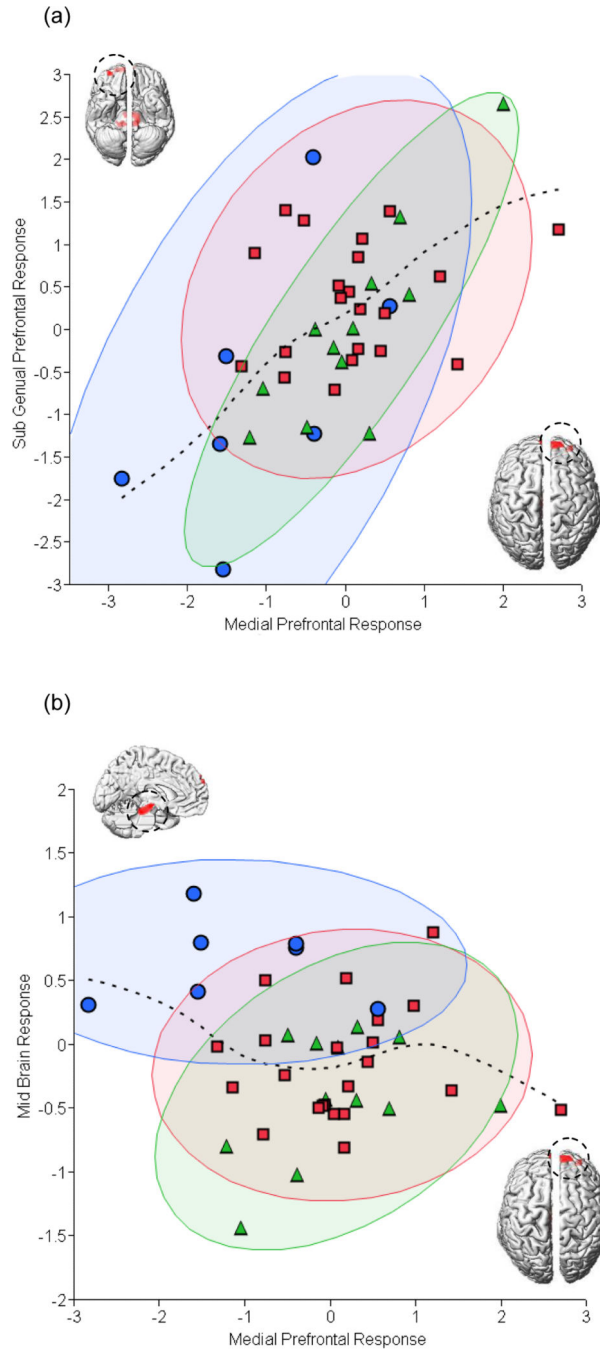 (a)
3
2.5
2
1.5
1
0.5
0
-0.5
-1
-1.5
-2
-2.5
-3
Sub Genual Prefrontal Response
-3 -2 -1 0 1 2 3
Medial Prefrontal Response
(b)
2
1.5
1
0.5
0
-0.5
-1
-1.5
-2
Mid Brain Response
-3 -2 -1 0 1 2 3
Medial Prefrontal Response